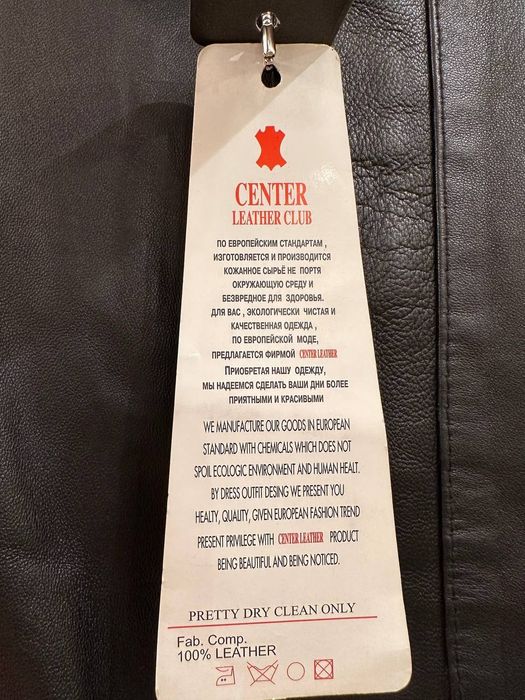 CENTER
LEATHER CLUB
ПО ЕВРОПЕЙСКИМ СТАНДАРТАМ ,
ИЗГОТОВЛЯЕТСЯ И ПРОИЗВОДИТСЯ
КОЖАННОЕ СЫРЬЁ НЕ ПОРТЯ
ОКРУЖАЮЩУЮ СРЕДУ И
БЕЗВРЕДНОЕ ДЛЯ ЗДОРОВЬЯ.
ДЛЯ ВАС , ЭКОЛОГИЧЕСКИ ЧИСТАЯ И
КАЧЕСТВЕННАЯ ОДЕЖДА ,
ПО ЕВРОПЕЙСКОЙ МОДЕ,
ПРЕДЛАГАЕТСЯ ФИРМОЙ CENTER LEATHER
ПРИОБРЕТАЯ НАШУ ОДЕЖДУ,
МЫ НАДЕЕМСЯ СДЕЛАТЬ ВАШИ ДНИ БОЛЕЕ
ПРИЯТНЫМИ И КРАСИВЫМИ
WE MANUFACTURE OUR GOODS IN EUROPEAN
STANDARD WITH CHEMICALS WHICH DOES NOT
SPOIL ECOLOGIC ENVIRONMENT AND HUMAN HEALT.
BY DRESS OUTFIT DESING WE PRESENT YOU
HEALTY, QUALITY, GIVEN EUROPEAN FASHION TREND
PRESENT PRIVILEGE WITH CENTER LEATHER PRODUCT
BEING BEAUTIFUL AND BEING NOTICED.
PRETTY DRY CLEAN ONLY
Fab. Comp.
100% LEATHER